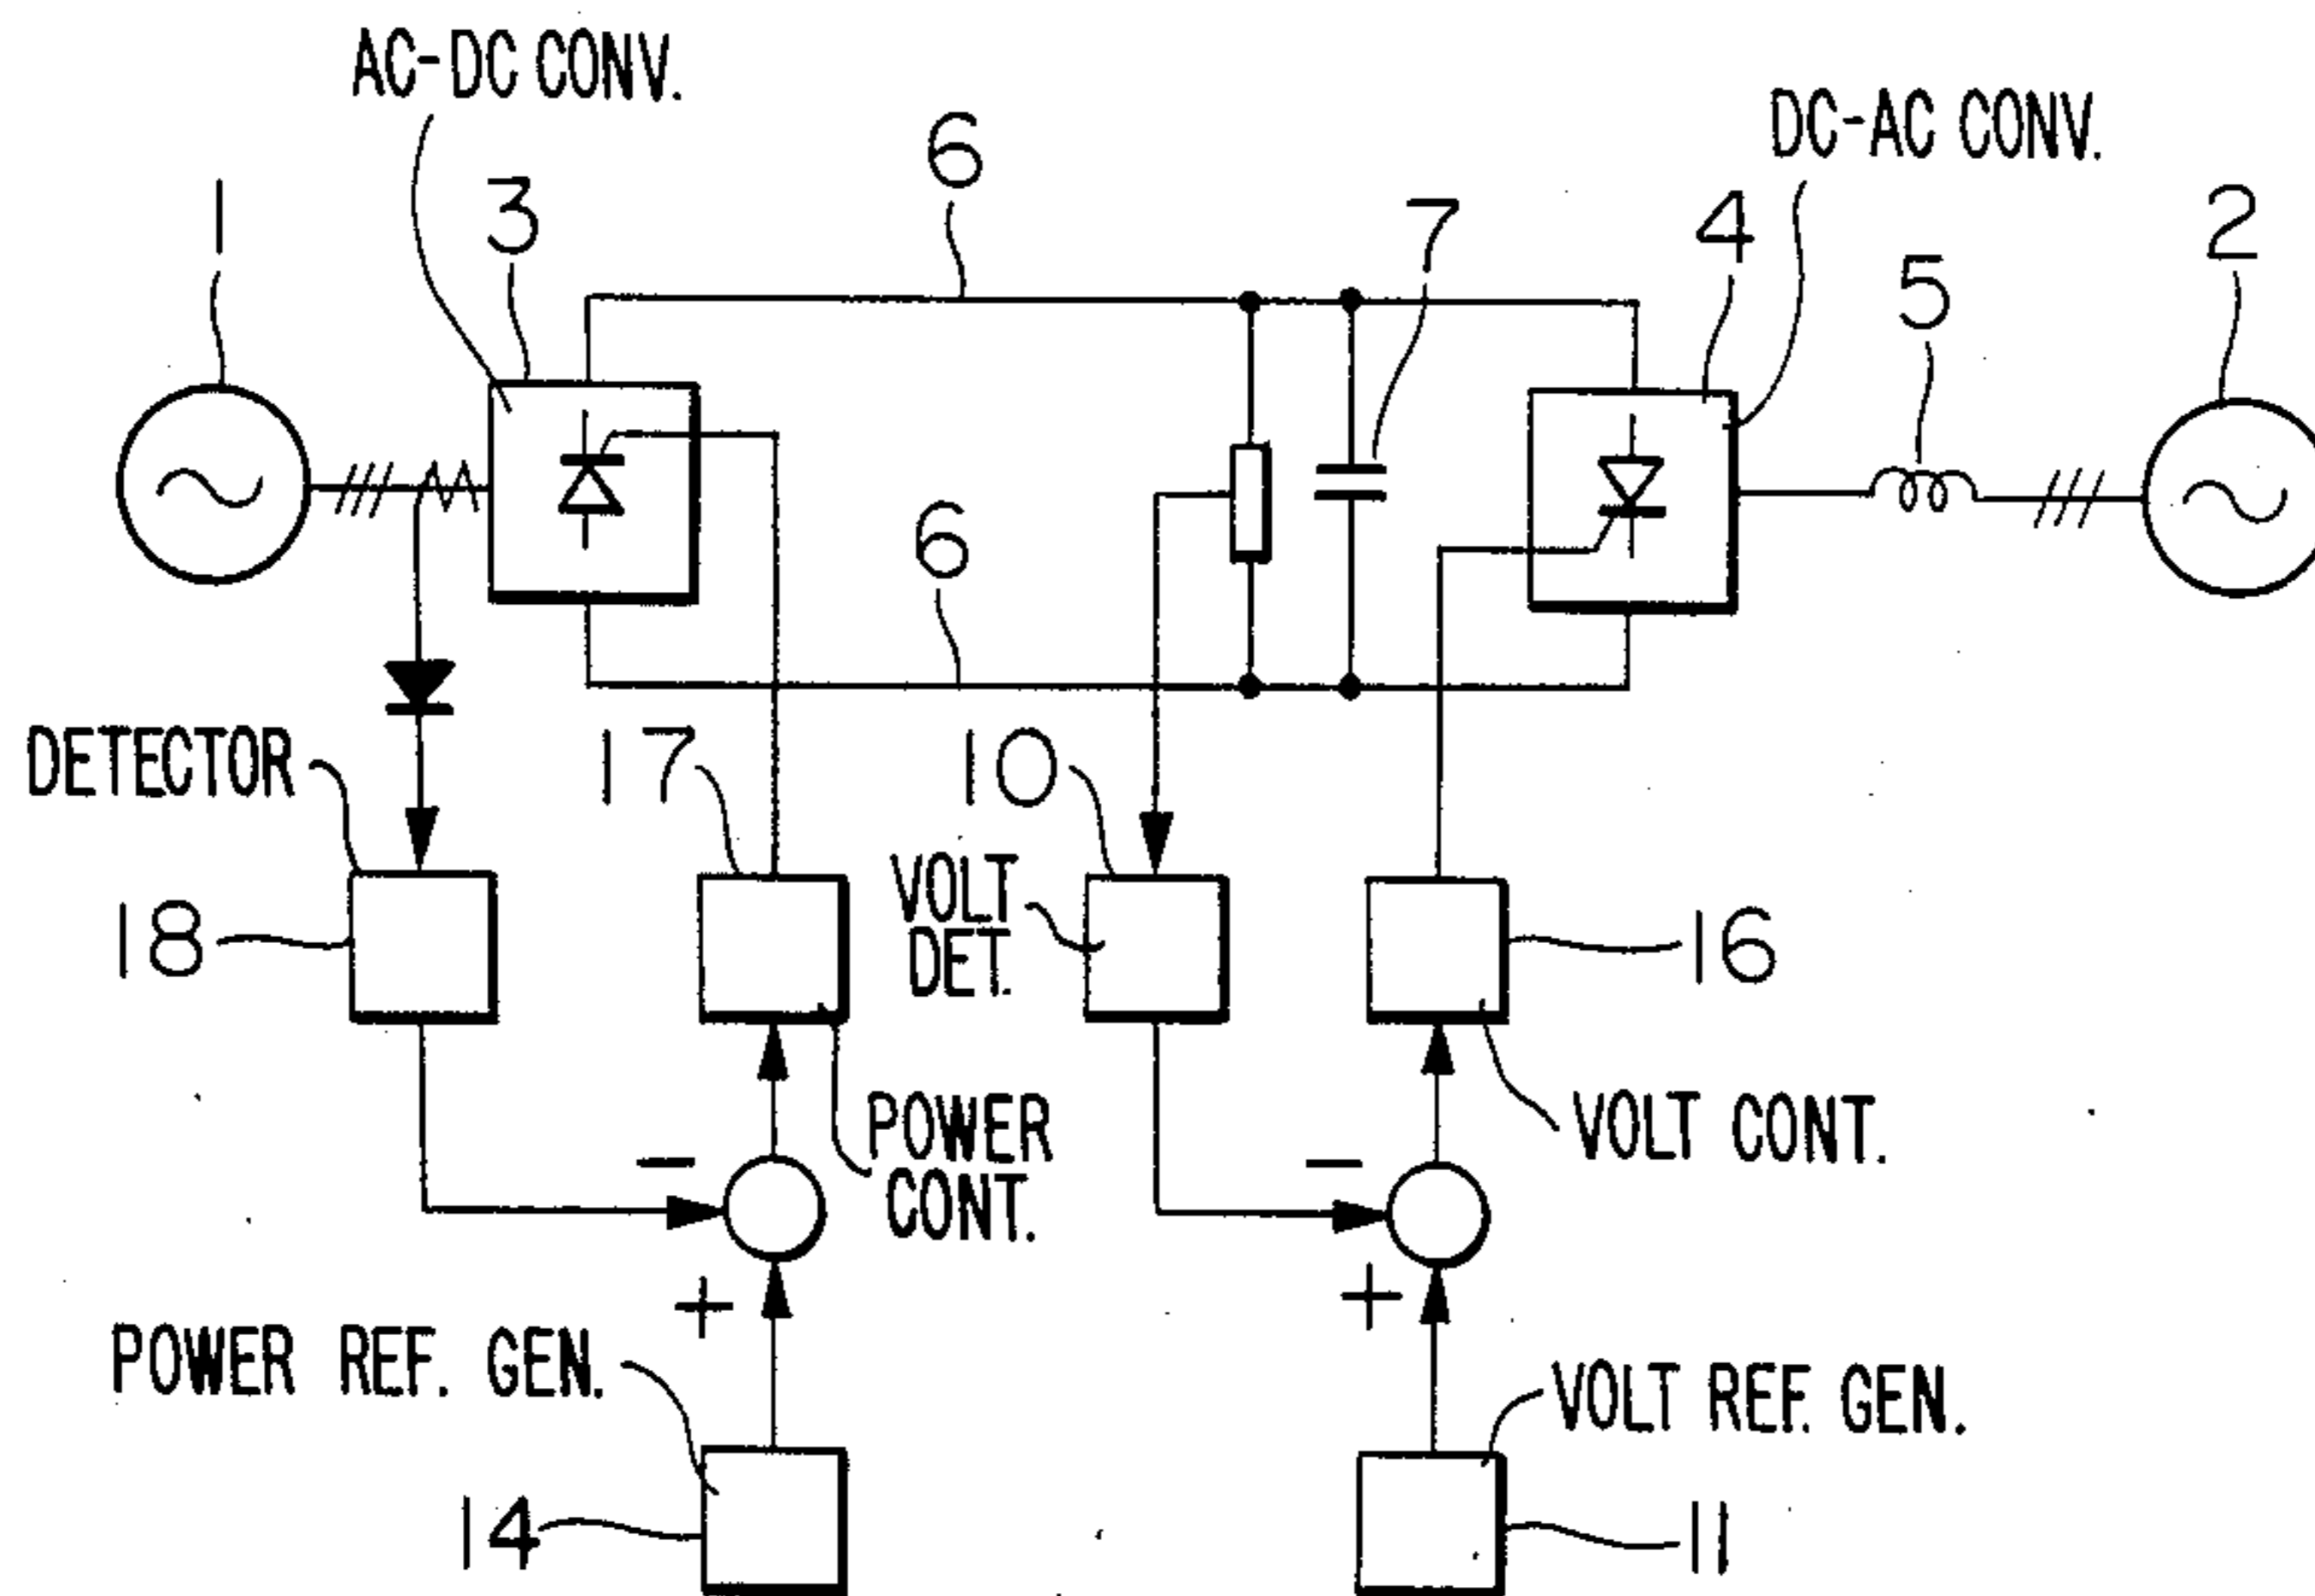 AC-DC CONV.
DC-AC CONV.
1
3
6
7
4
5
2
6
DETECTOR
17
10
VOLT
DET.
18
16
POWER
CONT.
VOLT CONT.
−
−
+
+
POWER REF. GEN.
VOLT REF. GEN.
14
11